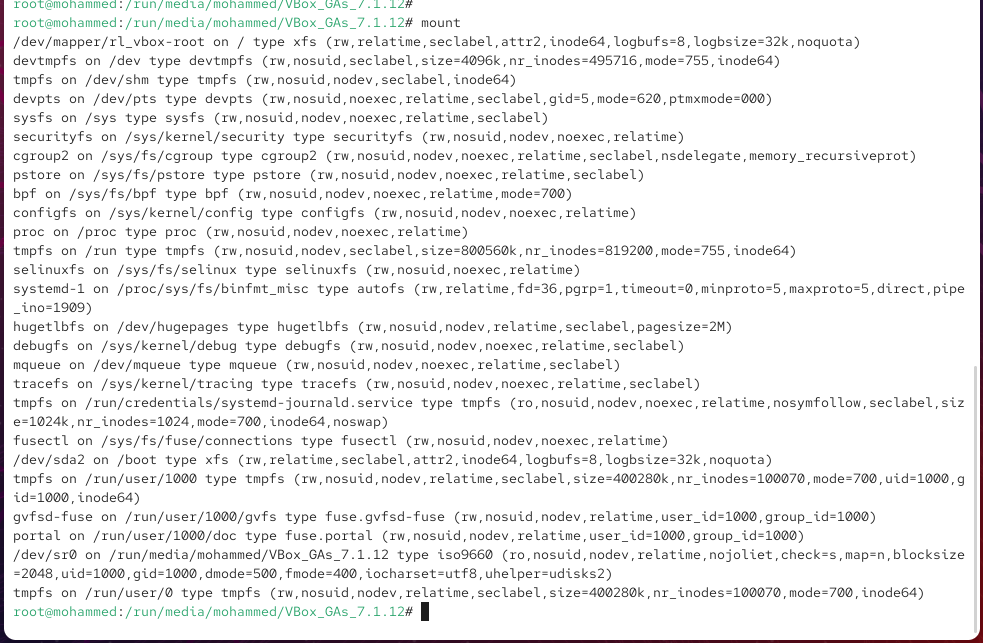 root@mohammed:/run/media/mohammed/VBox_GAs_7.1.12#
root@mohammed:/run/media/mohammed/VBox_GAs_7.1.12# mount
/dev/mapper/rl_vbox-root on / type xfs (rw,relatime,seclabel,attr2,inode64,logbufs=8,logbsize=32k,noquota)
devtmpfs on /dev type devtmpfs (rw,nosuid,seclabel,size=4096k,nr_inodes=495716,mode=755,inode64)
tmpfs on /dev/shm type tmpfs (rw,nosuid,nodev,seclabel,inode64)
devpts on /dev/pts type devpts (rw,nosuid,noexec,relatime,seclabel,gid=5,mode=620,ptmxmode=000)
sysfs on /sys type sysfs (rw,nosuid,nodev,noexec,relatime,seclabel)
securityfs on /sys/kernel/security type securityfs (rw,nosuid,nodev,noexec,relatime)
cgroup2 on /sys/fs/cgroup type cgroup2 (rw,nosuid,nodev,noexec,relatime,seclabel,nsdelegate,memory_recursiveprot)
pstore on /sys/fs/pstore type pstore (rw,nosuid,nodev,noexec,relatime,seclabel)
bpf on /sys/fs/bpf type bpf (rw,nosuid,nodev,noexec,relatime,mode=700)
configfs on /sys/kernel/config type configfs (rw,nosuid,nodev,noexec,relatime)
proc on /proc type proc (rw,nosuid,nodev,noexec,relatime)
tmpfs on /run type tmpfs (rw,nosuid,nodev,seclabel,size=800560k,nr_inodes=819200,mode=755,inode64)
selinuxfs on /sys/fs/selinux type selinuxfs (rw,nosuid,noexec,relatime)
systemd-1 on /proc/sys/fs/binfmt_misc type autofs (rw,relative,fd=36,pgrp=1,timeout=0,minproto=5,maxproto=5,direct,pipe
_ino=1909)
hugetlbfs on /dev/hugepages type hugetlbfs (rw,nosuid,nodev,relatime,seclabel,pagesize=2M)
debugfs on /sys/kernel/debug type debugfs (rw,nosuid,nodev,noexec,relatime,seclabel)
mqueue on /dev/mqueue type mqueue (rw,nosuid,nodev,noexec,relatime,seclabel)
tracefs on /sys/kernel/tracing type tracefs (rw,nosuid,nodev,noexec,relatime,seclabel)
tmpfs on /run/credentials/systemd-journald.service type tmpfs (ro,nosuid,nodev,noexec,relatime,nosymfollow,seclabel,siz
e=1024k,nr_inodes=1024,mode=700,inode64,noswap)
fusectl on /sys/fs/fuse/connections type fusectl (rw,nosuid,nodev,noexec,relatime)
/dev/sda2 on /boot type xfs (rw,relatime,seclabel,attr2,inode64,logbufs=8,logbsize=32k,noquota)
tmpfs on /run/user/1000 type tmpfs (rw,nosuid,nodev,relatime,seclabel,size=400280k,nr_inodes=100070,mode=700,uid=1000,g
id=1000,inode64)
gvfsd-fuse on /run/user/1000/gvfs type fuse.gvfsd-fuse (rw,nosuid,nodev,relatime,user_id=1000,group_id=1000)
portal on /run/user/1000/doc type fuse.portal (rw,nosuid,nodev,relatime,user_id=1000,group_id=1000)
/dev/sr0 on /run/media/mohammed/VBox_GAs_7.1.12 type iso9660 (ro,nosuid,nodev,relatime,nojoliet,check=s,map=n,blocksize
=2048,uid=1000,gid=1000,dmode=500,fmode=400,iocharset=utf8,uhelper=udisks2)
tmpfs on /run/user/0 type tmpfs (rw,nosuid,nodev,relatime,seclabel,size=400280k,nr_inodes=100070,mode=700,inode64)
root@mohammed:/run/media/mohammed/VBox_GAs_7.1.12#